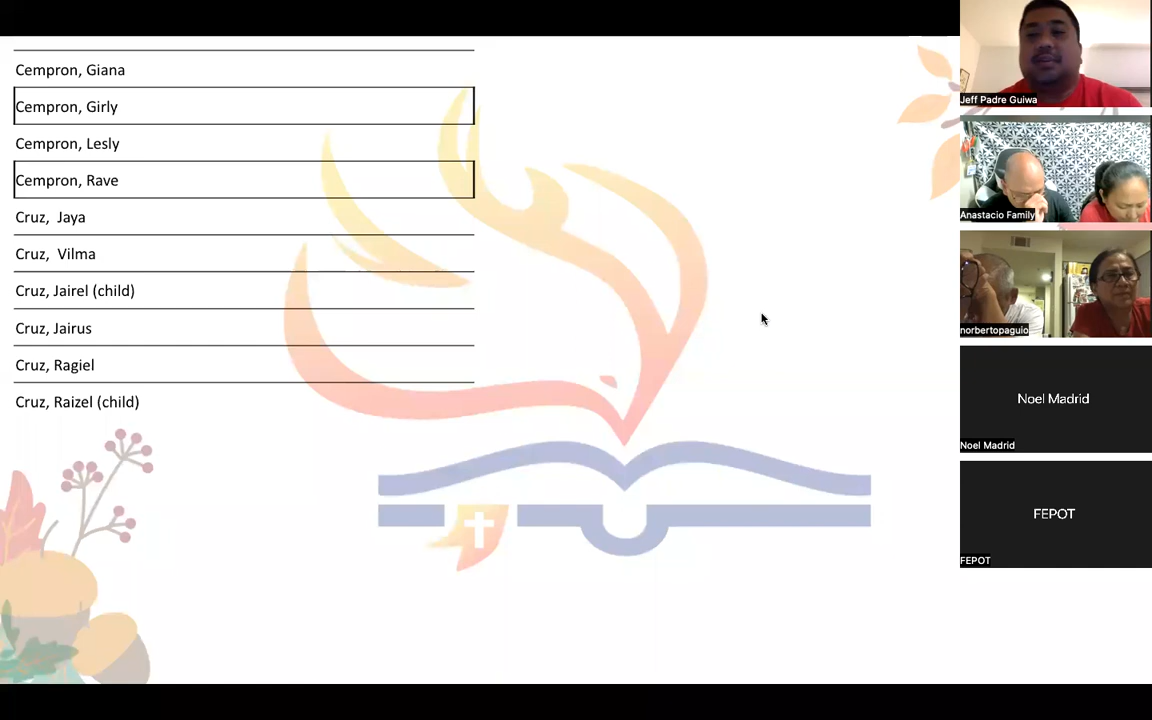 Cempron, Giana
Cempron, Girly
Cempron, Lesly
Cempron, Rave
Cruz,  Jaya
Cruz,  Vilma
Cruz, Jairel (child)
Cruz, Jairus
Cruz, Ragiel
Cruz, Raizel (child)
Jeff Padre Guiwa
Anastacio Family
norbertopaguio
Noel Madrid
Noel Madrid
FEPOT
FEPOT